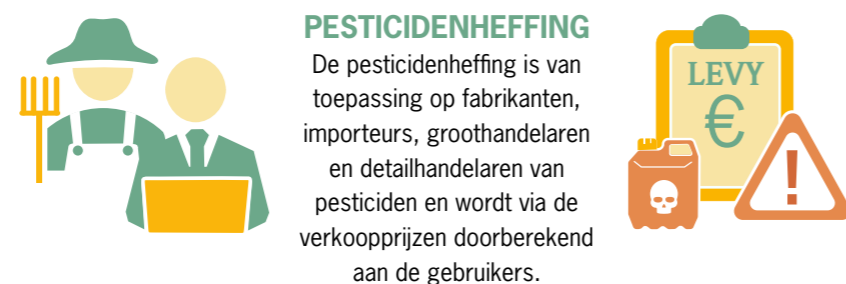 PESTICIDENHEFFING
De pesticidenheffing is van
toepassing op fabrikanten,
importeurs, groothandelaren
en detailhandelaren van
pesticiden en wordt via de
verkoopprijzen doorberekend
aan de gebruikers.
LEVY
€
!